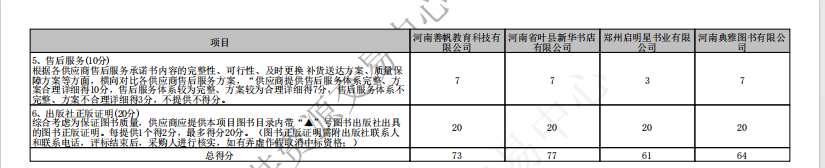 项目
河南善帆教育科技有
限公司
河南省叶县新华书店
有限公司
郑州启明星书业有限
公司
河南典雅图书有限公
司
5、售后服务(10分)
根据各供应商售后服务承诺书内容的完整性、可行性、及时更换 补货送达方案、质量保
障方案等方面，横向对比各供应商售后服务方案，“供应商提供售后服务体系完整、方
案合理详细得10分，售后服务体系较为完整、方案较为合理详细得7分，售后服务体系不
完整、方案不合理详细得3分，不提供不得分。
7
7
3
7
6、出版社正版证明(20分)
综合考虑为保证图书质量，供应商应提供本项目图书目录内带“▲”号图书出版社出具
的图书正版证明。每提供1个得2分，最多得分20分。（图书正版证明需附出版社联系人
和联系电话，评标结束后，采购人进行核实，如有弄虚作假取消中标资格；）
20
20
20
20
总得分
73
77
61
64
资源交易中心
易中心